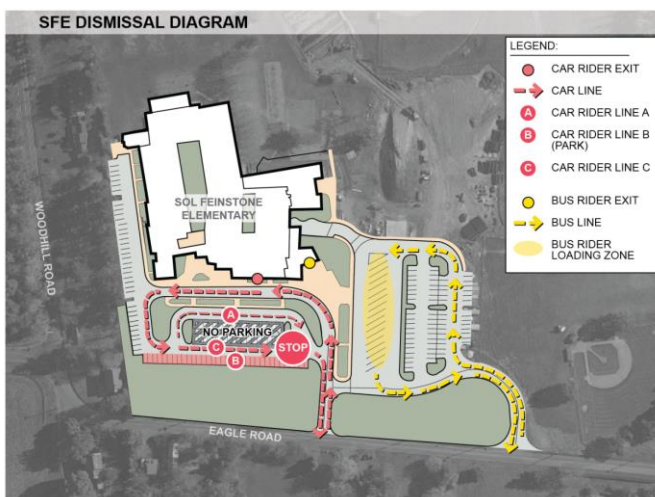 SFE DISMISSAL DIAGRAM
LEGEND:
CAR RIDER EXIT
CAR LINE
A CAR RIDER LINE A
B CAR RIDER LINE B
(PARK)
C CAR RIDER LINE C
BUS RIDER EXIT
BUS LINE
BUS RIDER
LOADING ZONE
SOL FEINSTONE
ELEMENTARY
WOODHILL ROAD
A
NO PARKING
C
B
STOP
EAGLE ROAD